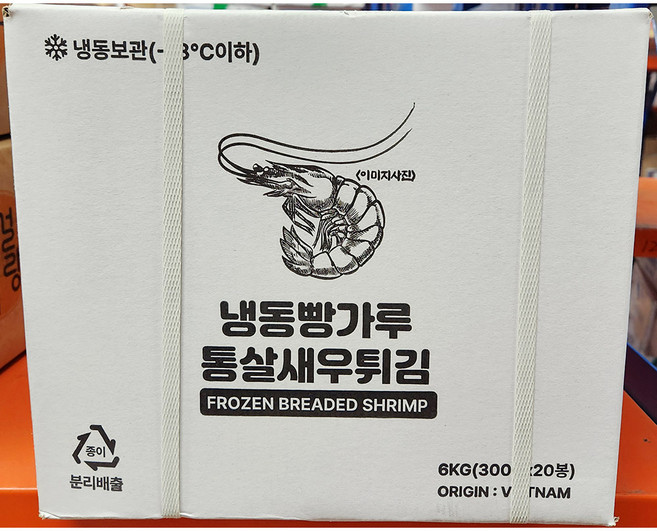 냉동보관(-  8°C이하)
〈이미지사진〉
냉동빵가루
통살새우튀김
FROZEN BREADED SHRIMP
종이
분리배출
6KG(300 x20봉)
ORIGIN : V TNAM